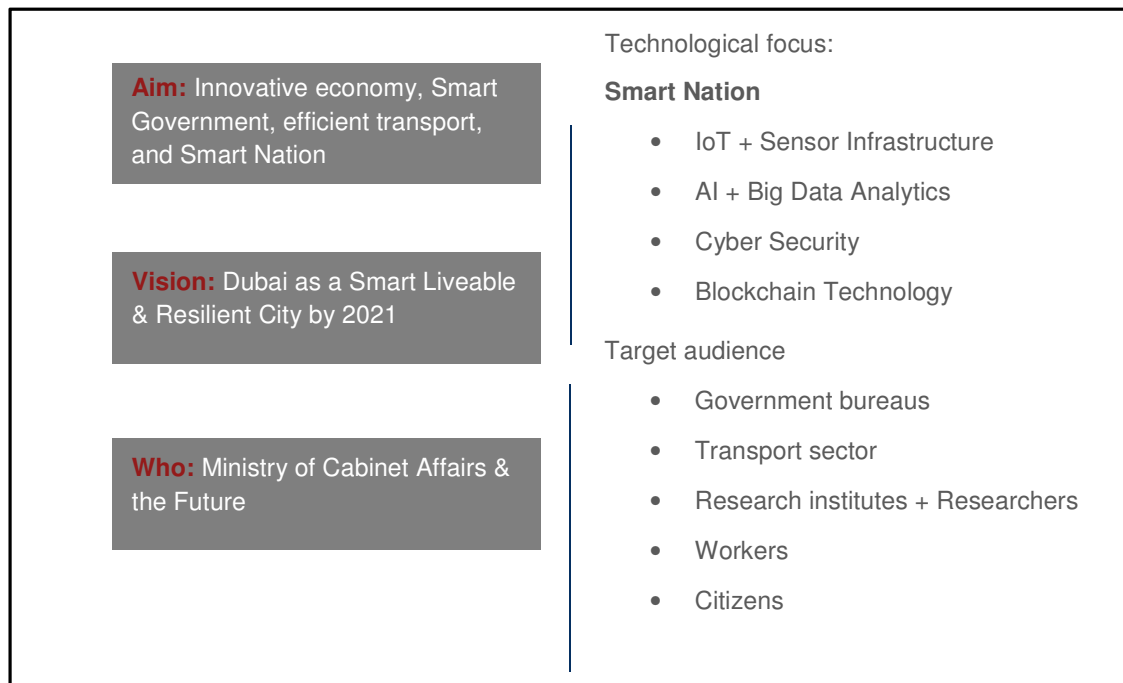 Aim: Innovative economy, Smart
Government, efficient transport,
and Smart Nation
Vision: Dubai as a Smart Liveable
& Resilient City by 2021
Who: Ministry of Cabinet Affairs &
the Future
Technological focus:
Smart Nation
• IoT + Sensor Infrastructure
• AI + Big Data Analytics
• Cyber Security
• Blockchain Technology
Target audience
• Government bureaus
• Transport sector
• Research institutes + Researchers
• Workers
• Citizens